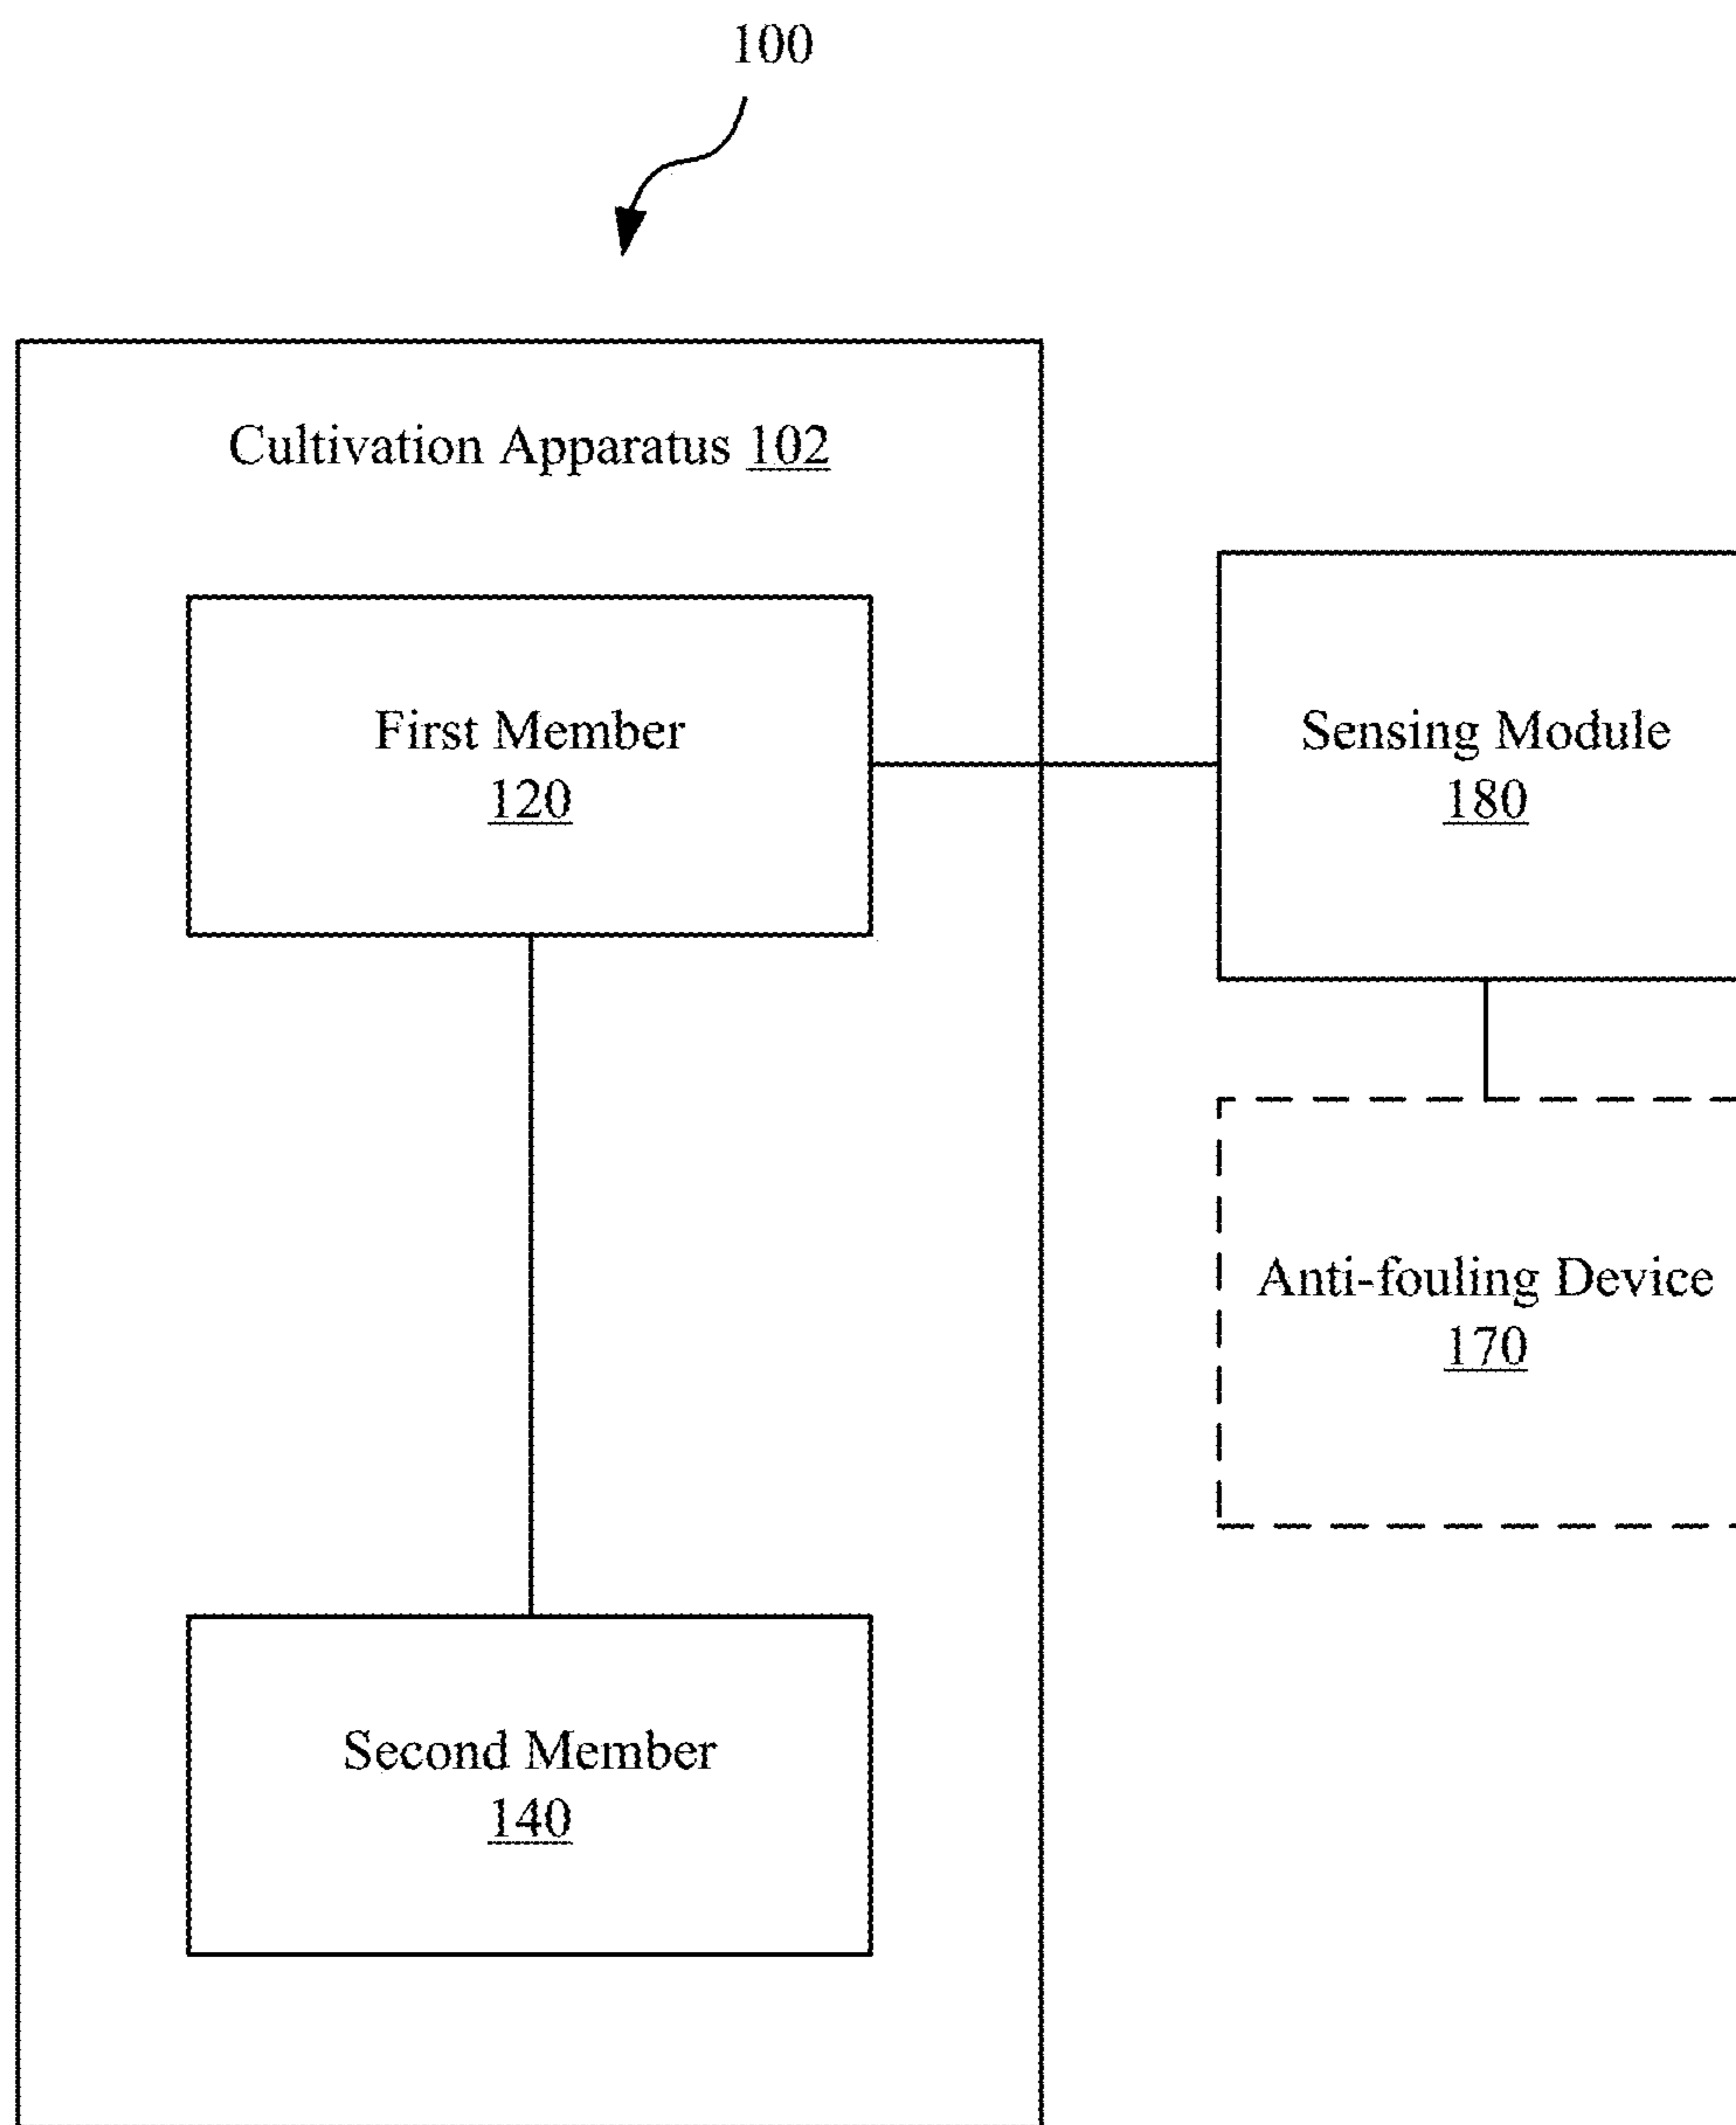 100
Cultivation Apparatus 102
First Member
120
Sensing Module
180
Anti-fouling Device
170
Second Member
140